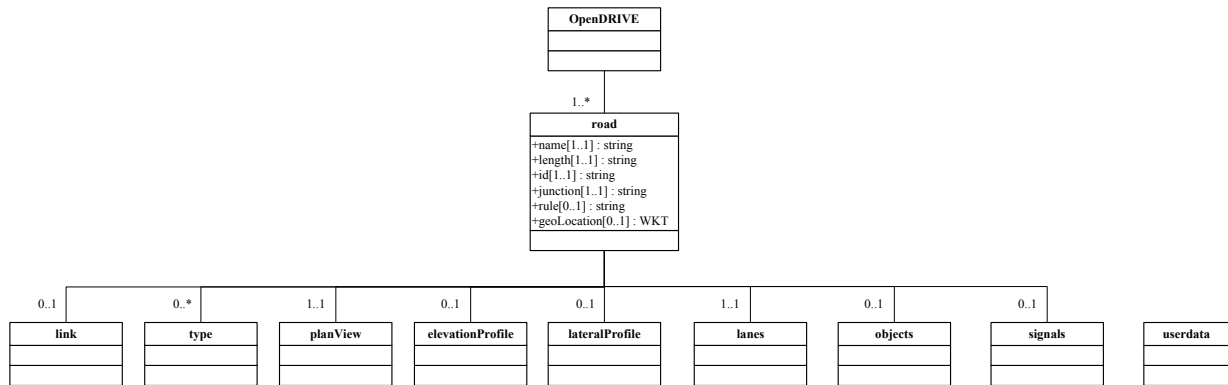 OpenDRIVE
1..*
road
+name[1..1] : string
+length[1..1] : string
+id[1..1] : string
+junction[1..1] : string
+rule[0..1] : string
+geoLocation[0..1] : WKT
0..1 0..* 1..1 0..1 0..1 1..1 0..1 0..1
link type planView elevationProfile lateralProfile lanes objects signals userdata